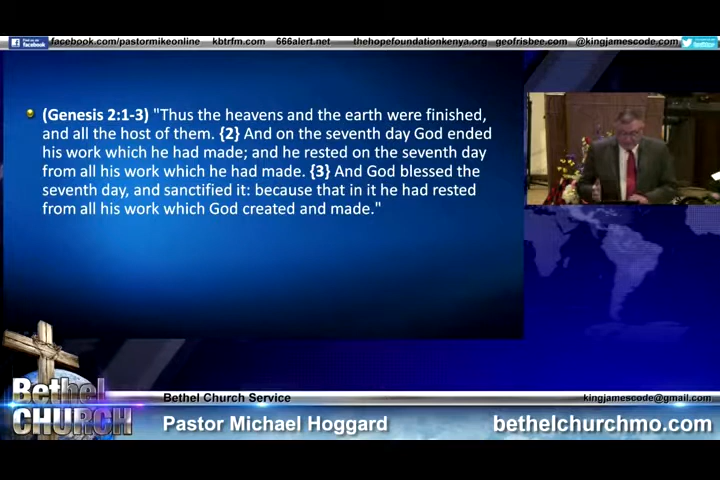 Find us on facebook
facebook.com/pastormikeonline kbtrfm.com 666alert.net thehopefoundationkenya.org geofrisbee.com @kingjamescode.com twitter
(Genesis 2:1-3) "Thus the heavens and the earth were finished,
and all the host of them. {2} And on the seventh day God ended
his work which he had made; and he rested on the seventh day
from all his work which he had made. {3} And God blessed the
seventh day, and sanctified it: because that in it he had rested
from all his work which God created and made."
Bethel
CHURCH
Bethel Church Service kingjamescode@gmail.com
Pastor Michael Hoggard bethelchurchmo.com